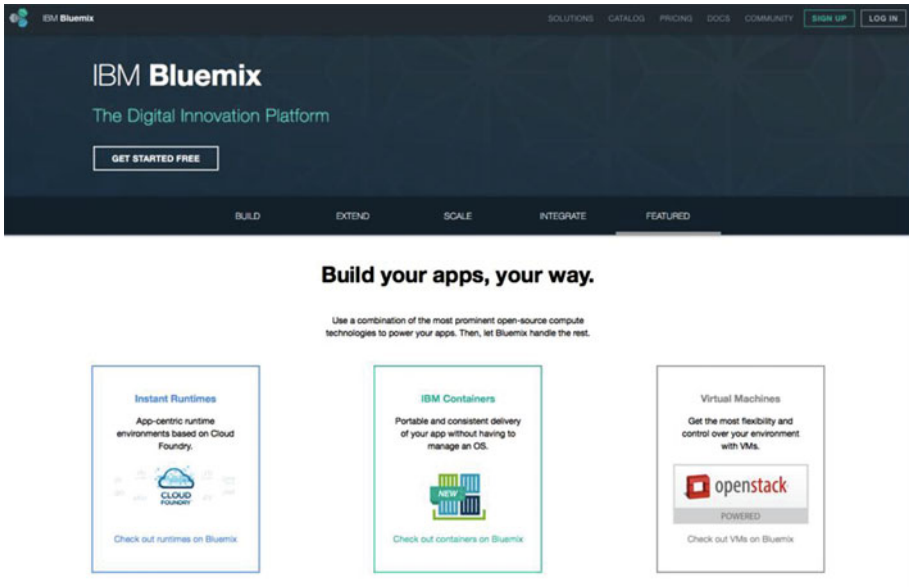 IBM Bluemix
SOLUTIONS CATALOG PRICING DOCS COMMUNITY SIGN UP LOG IN
IBM Bluemix
The Digital Innovation Platform
GET STARTED FREE
BUILD EXTEND SCALE INTEGRATE FEATURED
Build your apps, your way.
Use a combination of the most prominent open-source compute
technologies to power your apps. Then, let Bluemix handle the rest.
Instant Runtimes
App-centric runtime
environments based on Cloud
Foundry.
CLOUD
FOUNDRY
Check out runtimes on Bluemix
IBM Containers
Portable and consistent delivery
of your app without having to
manage an OS.
NEW
Check out containers on Bluemix
Virtual Machines
Get the most flexibility and
control over your environment
with VMs.
openstack
POWERED
Check out VMs on Bluemix